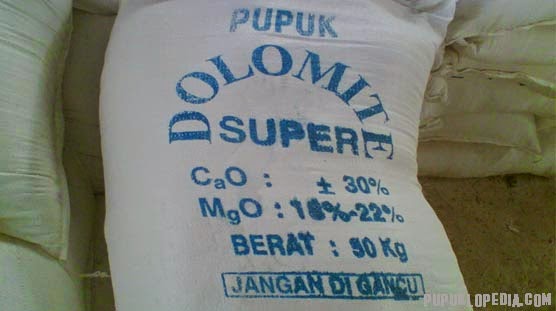 PUPUK
DOLOMITE
SUPER
CaO : ± 30%
MgO : 18%-22%
BERAT : 50 Kg
JANGAN DI GANCU
PUPUKLOPEDIA.COM